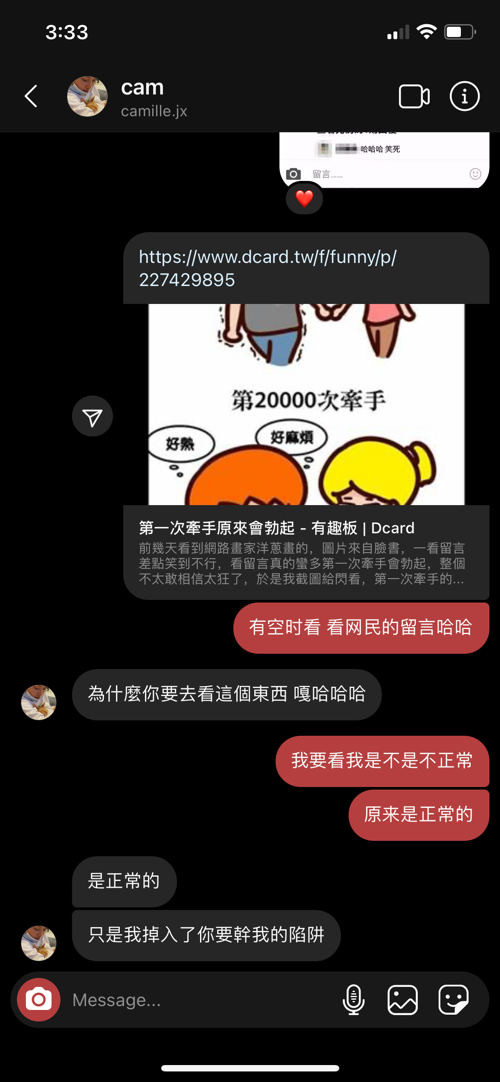 3:33
cam
camille.jx
哈哈哈 笑死
留言......
https://www.dcard.tw/f/funny/p/
227429895
第20000次牽手
好熱
好麻煩
第一次牽手原來會勃起 - 有趣板 | Dcard
前幾天看到網路畫家洋蔥畫的，圖片來自臉書，一看留言
差點笑到不行，看留言真的蠻多第一次牽手會勃起，整個
不太敢相信太狂了，於是我截圖給閃看，第一次牽手的...
有空时看 看网民的留言哈哈
為什麼你要去看這個東西 嘎哈哈哈
我要看我是不是不正常
原来是正常的
是正常的
只是我掉入了你要幹我的陷阱
Message...